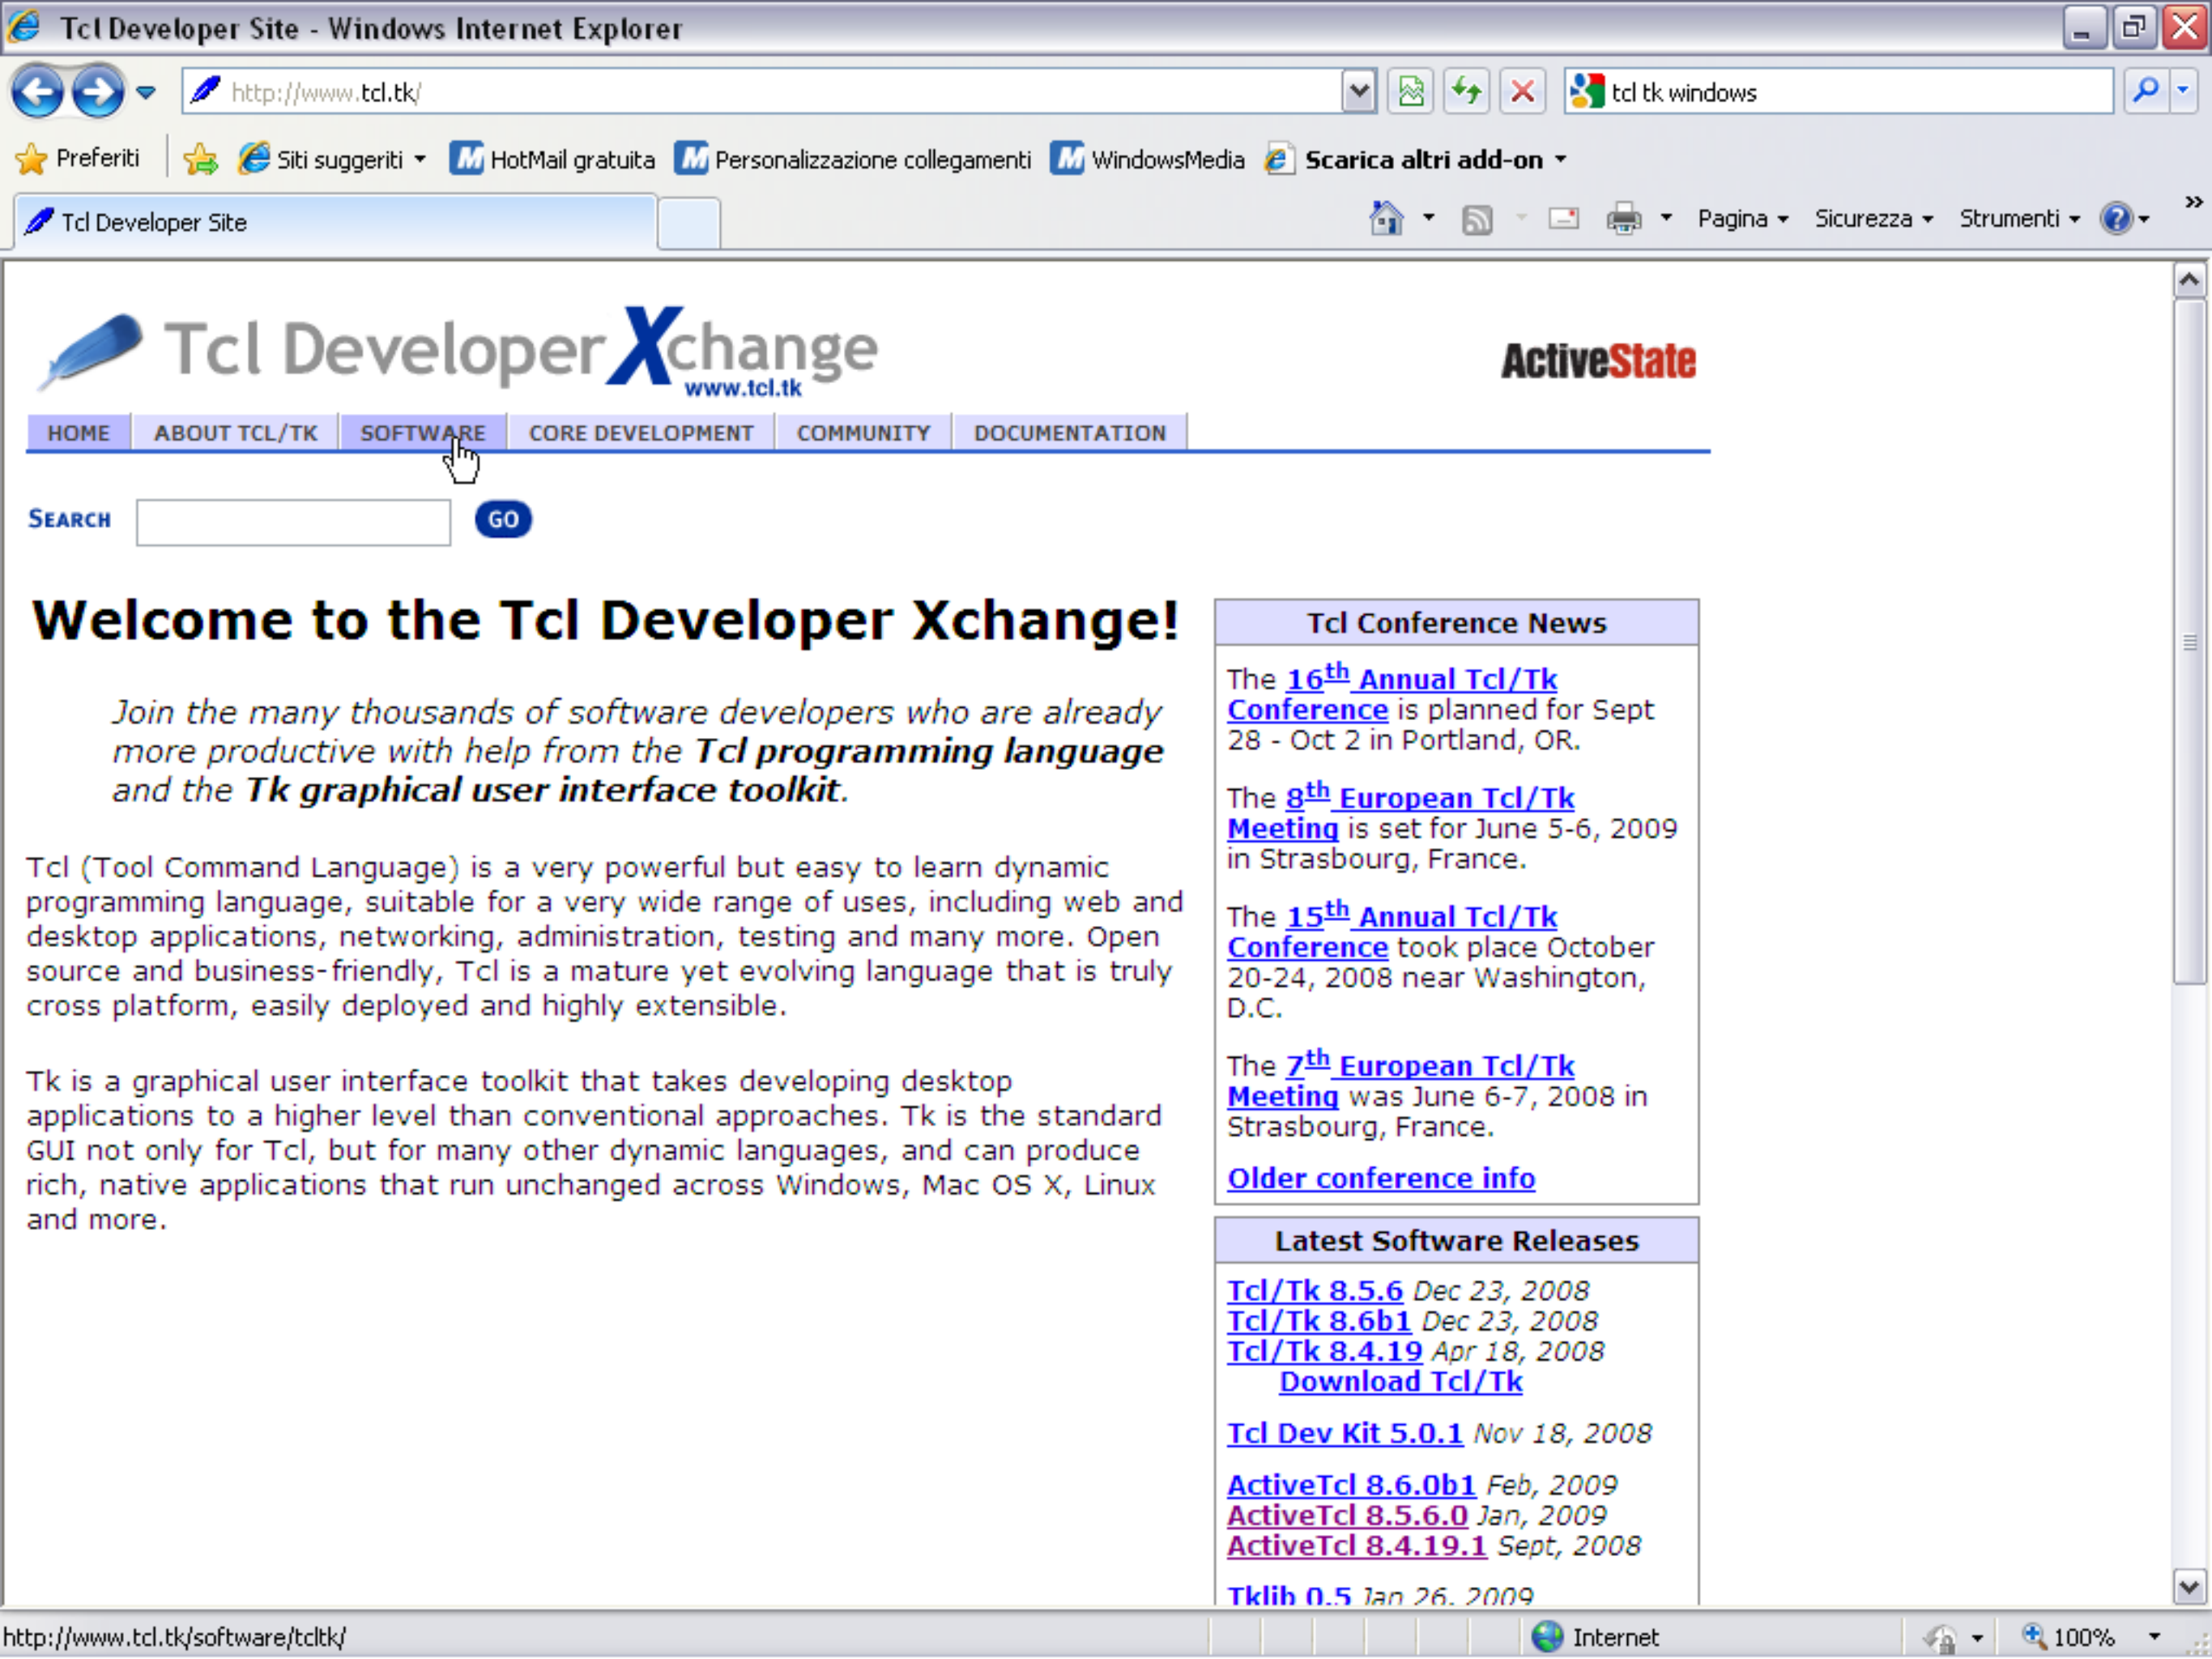 Tcl Developer Site - Windows Internet Explorer
http://www.tcl.tk/
tcl tk windows
Preferiti
Siti suggeriti
HotMail gratuita
Personalizzazione collegamenti
WindowsMedia
Scarica altri add-on
Tcl Developer Site
Pagina
Sicurezza
Strumenti
»
Tcl Developer Xchange
www.tcl.tk
ActiveState
HOME
ABOUT TCL/TK
SOFTWARE
CORE DEVELOPMENT
COMMUNITY
DOCUMENTATION
SEARCH
GO
Welcome to the Tcl Developer Xchange!
Join the many thousands of software developers who are already
more productive with help from the Tcl programming language
and the Tk graphical user interface toolkit.
Tcl (Tool Command Language) is a very powerful but easy to learn dynamic
programming language, suitable for a very wide range of uses, including web and
desktop applications, networking, administration, testing and many more. Open
source and business-friendly, Tcl is a mature yet evolving language that is truly
cross platform, easily deployed and highly extensible.
Tk is a graphical user interface toolkit that takes developing desktop
applications to a higher level than conventional approaches. Tk is the standard
GUI not only for Tcl, but for many other dynamic languages, and can produce
rich, native applications that run unchanged across Windows, Mac OS X, Linux
and more.
Tcl Conference News
The 16th Annual Tcl/Tk
Conference is planned for Sept
28 - Oct 2 in Portland, OR.
The 8th European Tcl/Tk
Meeting is set for June 5-6, 2009
in Strasbourg, France.
The 15th Annual Tcl/Tk
Conference took place October
20-24, 2008 near Washington,
D.C.
The 7th European Tcl/Tk
Meeting was June 6-7, 2008 in
Strasbourg, France.
Older conference info
Latest Software Releases
Tcl/Tk 8.5.6 Dec 23, 2008
Tcl/Tk 8.6b1 Dec 23, 2008
Tcl/Tk 8.4.19 Apr 18, 2008
Download Tcl/Tk
Tcl Dev Kit 5.0.1 Nov 18, 2008
ActiveTcl 8.6.0b1 Feb, 2009
ActiveTcl 8.5.6.0 Jan, 2009
ActiveTcl 8.4.19.1 Sept, 2008
Tklib 0.5 Jan 26, 2009
http://www.tcl.tk/software/tcltk/
Internet
100%